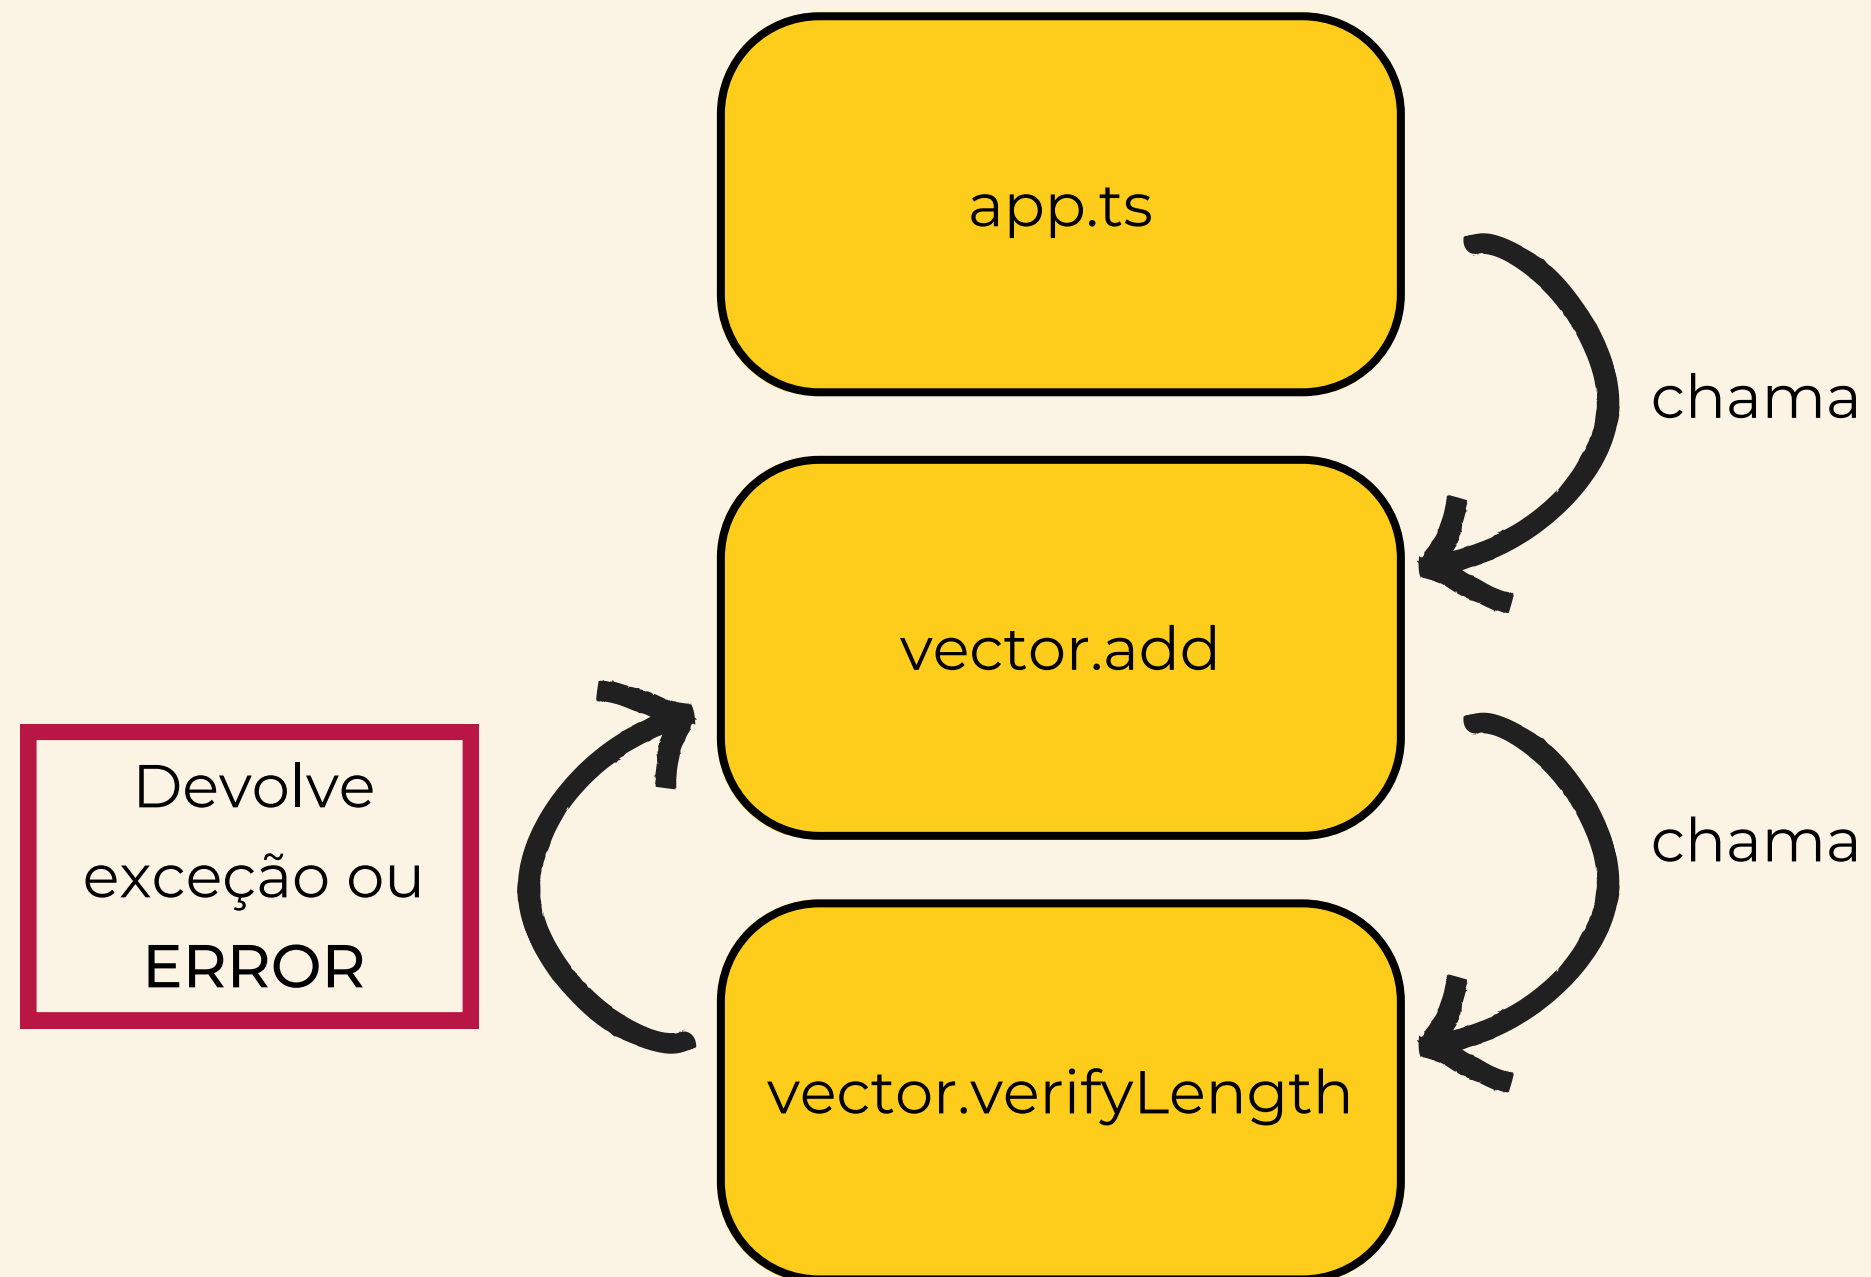 app.ts
chama
vector.add
Devolve
exceção ou
ERROR
chama
vector.verifyLength